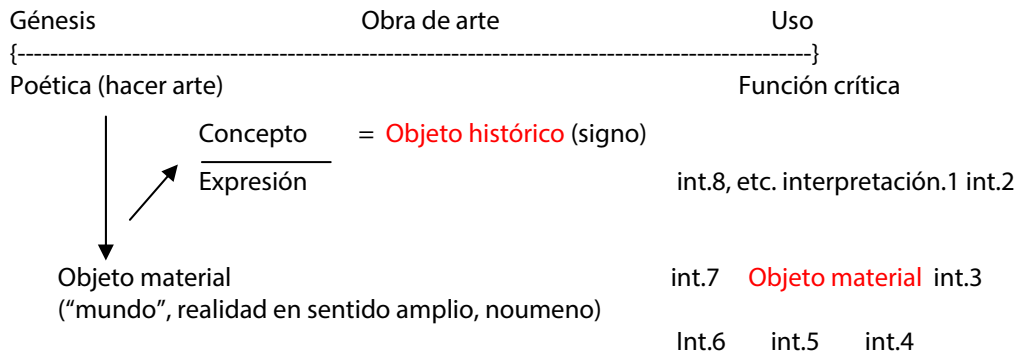 Génesis Obra de arte Uso
{-------------------------------------------------------------------------------------------------}
Poética (hacer arte) Función crítica
Concepto = Objeto histórico (signo)
Expresión int.8, etc. interpretación.1 int.2
Objeto material int.7 Objeto material int.3
(“mundo”, realidad en sentido amplio, noumeno)
Int.6 int.5 int.4